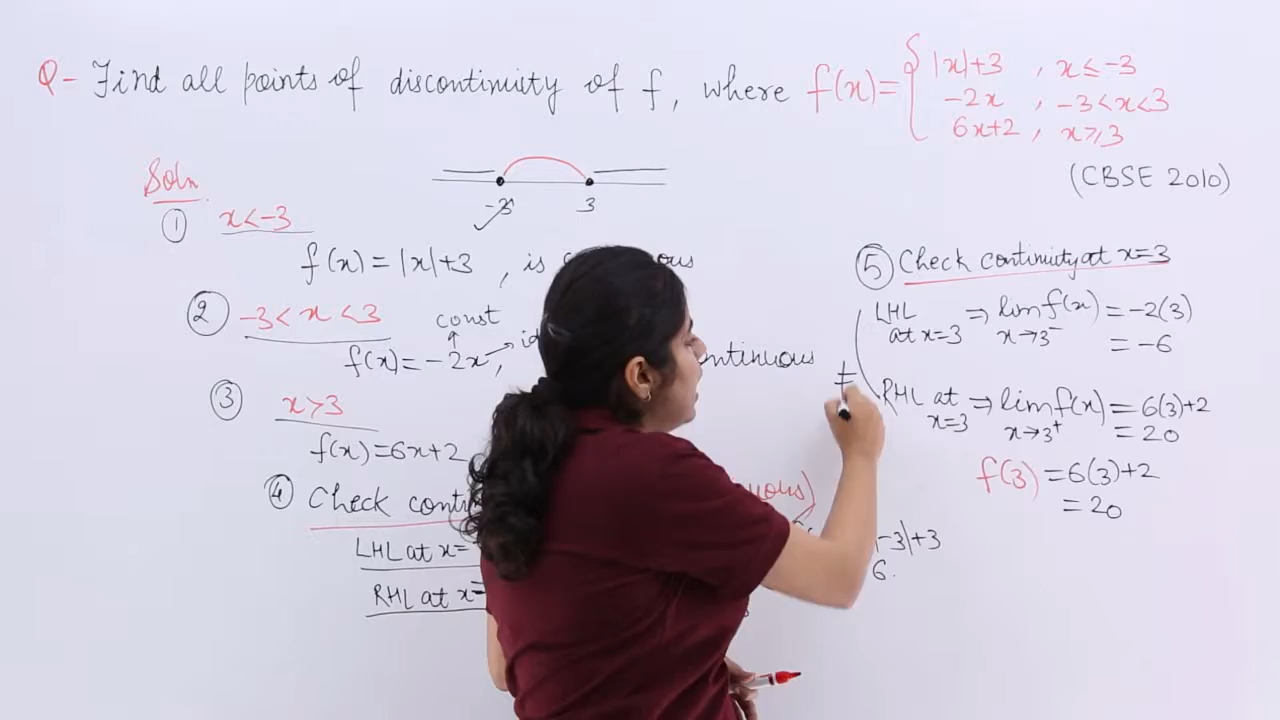 Q- Find all points of discontinuity of f, where f(x)= { |x|+3 , x≤-3
-2x , -3<x<3
6x+2 , x≥3
(CBSE 2010)
Soln
-3 3
① x<-3
f(x)=|x|+3 , is
② -3<x<3
const
f(x)=-2x, ontinuous
③ x>3
f(x)=6x+2
④ Check
LHL at x=
RHL at x=
-3|+3
6.
⑤ Check continuity at x=3
LHL at x=3 ⇒ lim x→3⁻ f(x) = -2(3)
= -6
≠
RHL at x=3 ⇒ lim x→3⁺ f(x) = 6(3)+2
= 20
f(3) = 6(3)+2
= 20